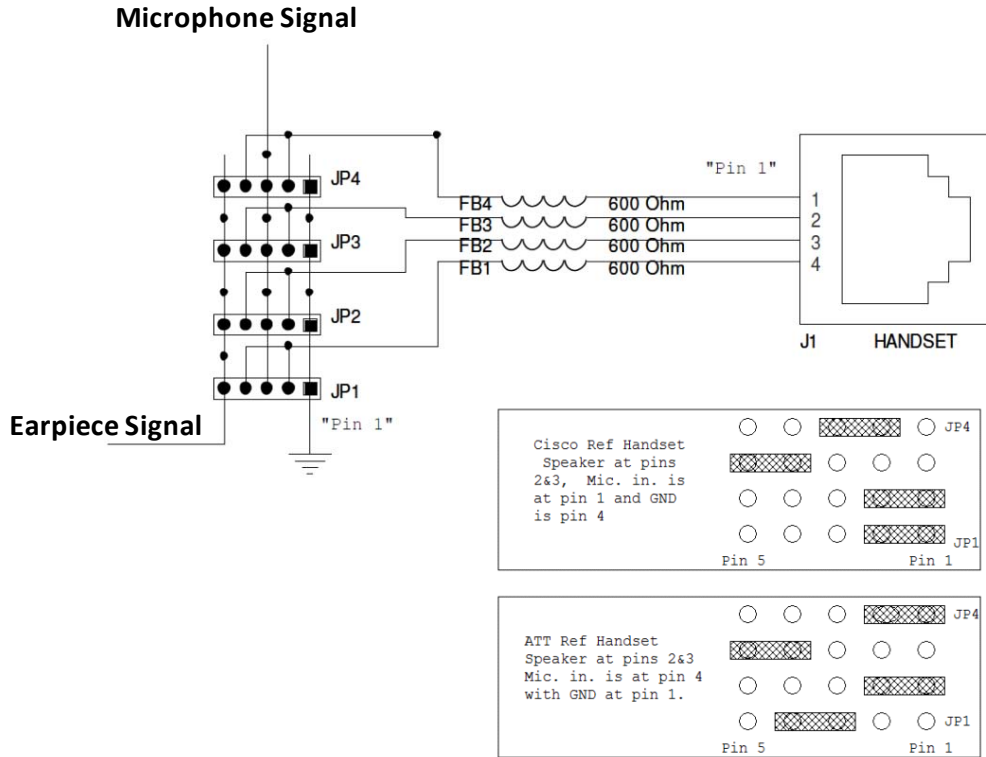 Microphone Signal
"Pin 1"
JP4
FB4 600 Ohm 1
FB3 600 Ohm 2
JP3
FB2 600 Ohm 3
FB1 600 Ohm 4
JP2
J1 HANDSET
JP1
Earpiece Signal
"Pin 1"
Cisco Ref Handset
Speaker at pins
2&3, Mic. in. is
at pin 1 and GND
is pin 4
JP4
JP1
Pin 5 Pin 1
ATT Ref Handset
Speaker at pins 2&3
Mic. in. is at pin 4
with GND at pin 1.
JP4
JP1
Pin 5 Pin 1